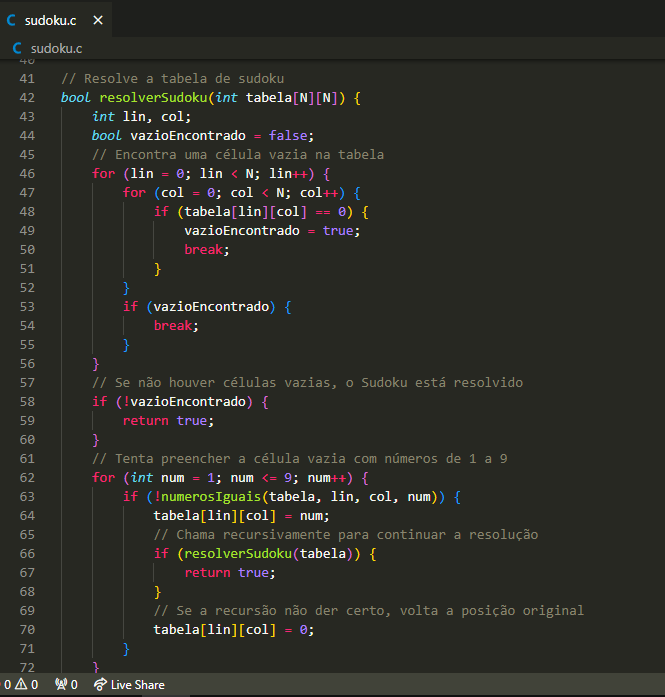 C sudoku.c ×
C sudoku.c
40
41 // Resolve a tabela de sudoku
42 bool resolverSudoku(int tabela[N][N]) {
43     int lin, col;
44     bool vazioEncontrado = false;
45     // Encontra uma célula vazia na tabela
46     for (lin = 0; lin < N; lin++) {
47         for (col = 0; col < N; col++) {
48             if (tabela[lin][col] == 0) {
49                 vazioEncontrado = true;
50                 break;
51             }
52         }
53         if (vazioEncontrado) {
54             break;
55         }
56     }
57     // Se não houver células vazias, o Sudoku está resolvido
58     if (!vazioEncontrado) {
59         return true;
60     }
61     // Tenta preencher a célula vazia com números de 1 a 9
62     for (int num = 1; num <= 9; num++) {
63         if (!numerosIguais(tabela, lin, col, num)) {
64             tabela[lin][col] = num;
65             // Chama recursivamente para continuar a resolução
66             if (resolverSudoku(tabela)) {
67                 return true;
68             }
69             // Se a recursão não der certo, volta a posição original
70             tabela[lin][col] = 0;
71         }
72     }
0 0 0 Live Share